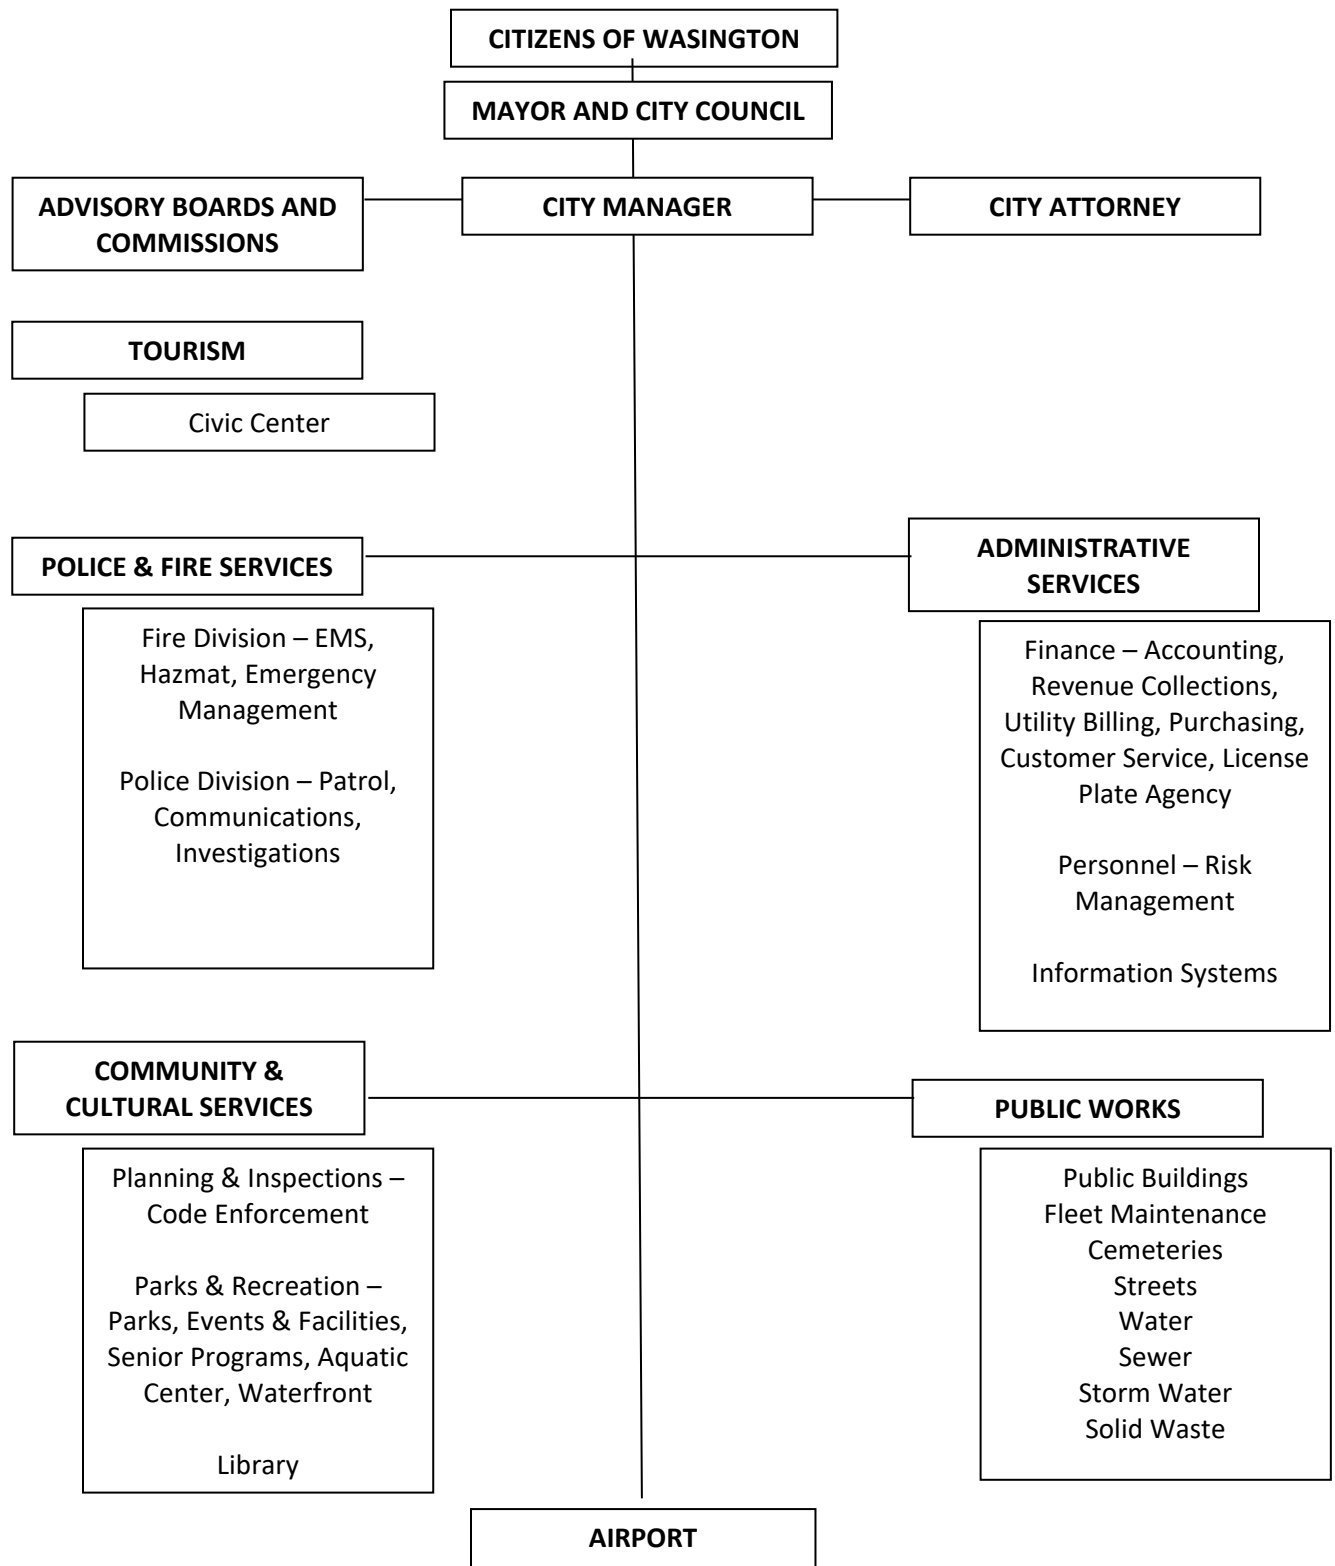 CITIZENS OF WASINGTON
MAYOR AND CITY COUNCIL
ADVISORY BOARDS AND
COMMISSIONS
CITY MANAGER
CITY ATTORNEY
TOURISM
Civic Center
POLICE & FIRE SERVICES
Fire Division – EMS,
Hazmat, Emergency
Management
Police Division – Patrol,
Communications,
Investigations
ADMINISTRATIVE
SERVICES
Finance – Accounting,
Revenue Collections,
Utility Billing, Purchasing,
Customer Service, License
Plate Agency
Personnel – Risk
Management
Information Systems
COMMUNITY &
CULTURAL SERVICES
Planning & Inspections –
Code Enforcement
Parks & Recreation –
Parks, Events & Facilities,
Senior Programs, Aquatic
Center, Waterfront
Library
PUBLIC WORKS
Public Buildings
Fleet Maintenance
Cemeteries
Streets
Water
Sewer
Storm Water
Solid Waste
AIRPORT